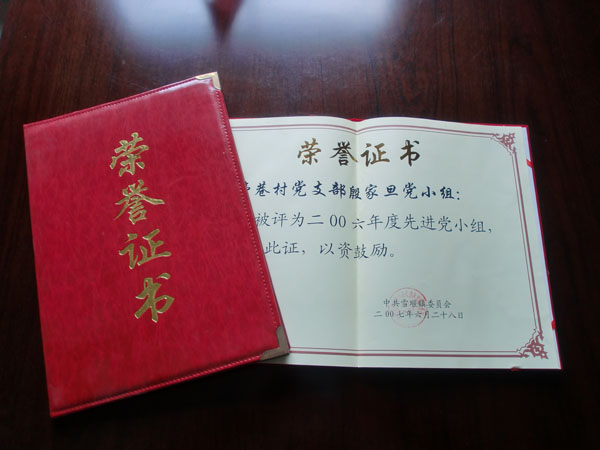 荣誉证书
荣誉证书
巷村党支部殷家旦党小组：
被评为二00六年度先进党小组，
此证，以资鼓励。
中共雪堰镇委员会
二00七年六月二十八日